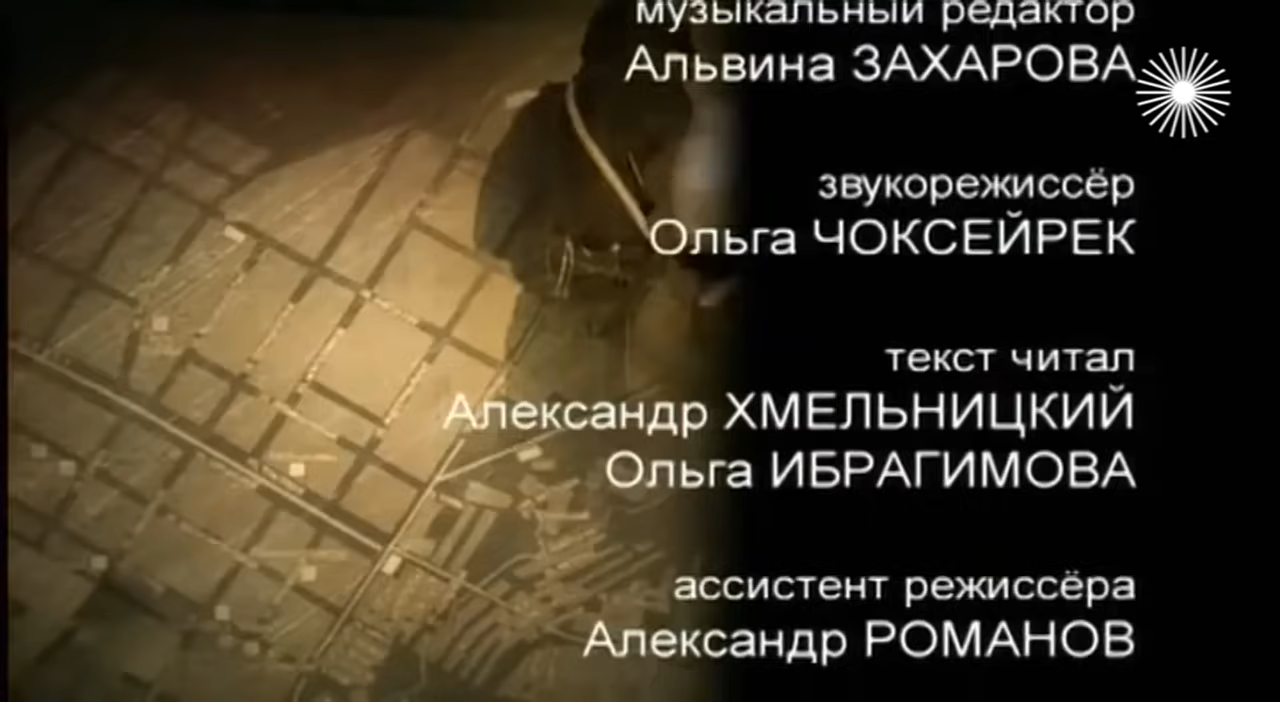 музыкальный редактор
Альвина ЗАХАРОВА
звукорежиссёр
Ольга ЧОКСЕЙРЕК
текст читал
Александр ХМЕЛЬНИЦКИЙ
Ольга ИБРАГИМОВА
ассистент режиссёра
Александр РОМАНОВ